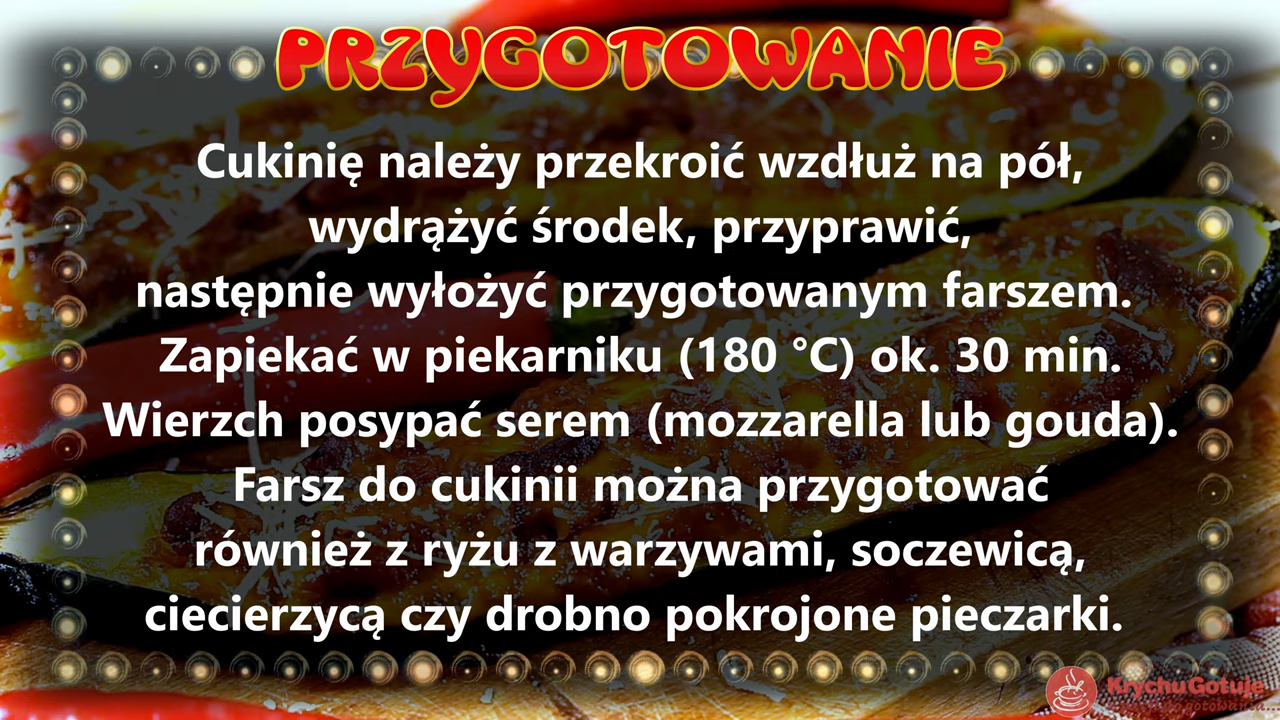 PRZYGOTOWANIE
Cukinię należy przekroić wzdłuż na pół,
wydrążyć środek, przyprawić,
następnie wyłożyć przygotowanym farszem.
Zapiekać w piekarniku (180 °C) ok. 30 min.
Wierzch posypać serem (mozzarella lub gouda).
Farsz do cukinii można przygotować
również z ryżu z warzywami, soczewicą,
ciecierzycą czy drobno pokrojone pieczarki.
KrychuGotuje
gotowania...